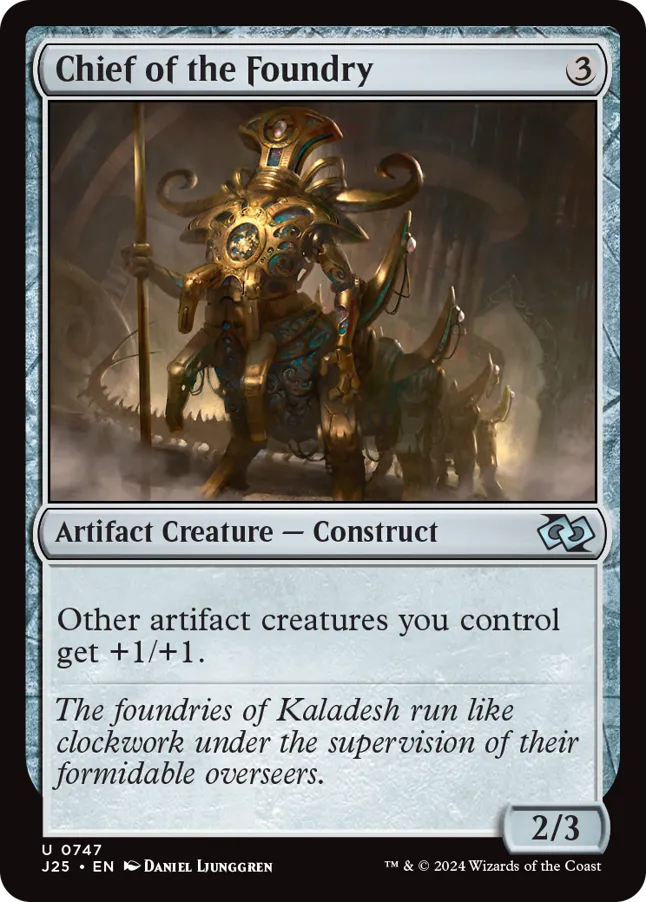 Chief of the Foundry 3
Artifact Creature — Construct
Other artifact creatures you control
get +1/+1.
The foundries of Kaladesh run like
clockwork under the supervision of their
formidable overseers.
2/3
U 0747
J25 • EN Daniel Ljunggren
™ & © 2024 Wizards of the Coast